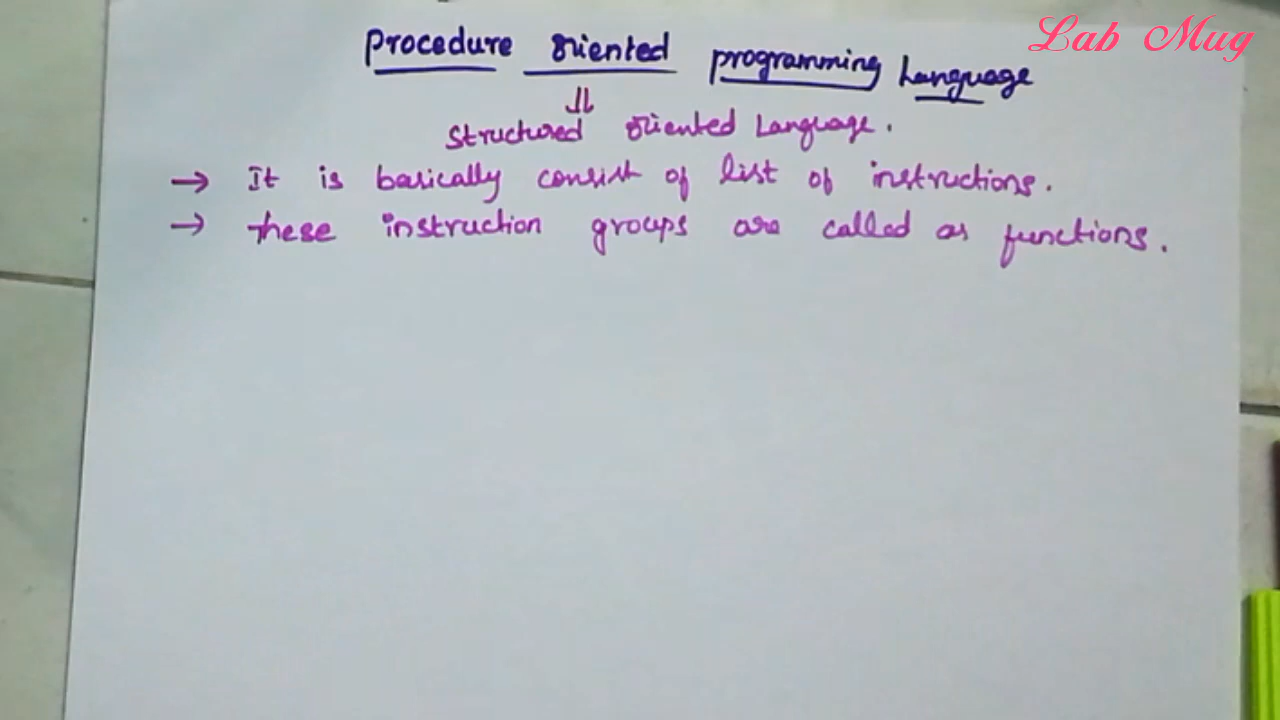 Lab Mug
Procedure oriented programming Language
⇓
Structured oriented Language.
→ It is basically consist of list of instructions.
→ These instruction groups are called as functions.